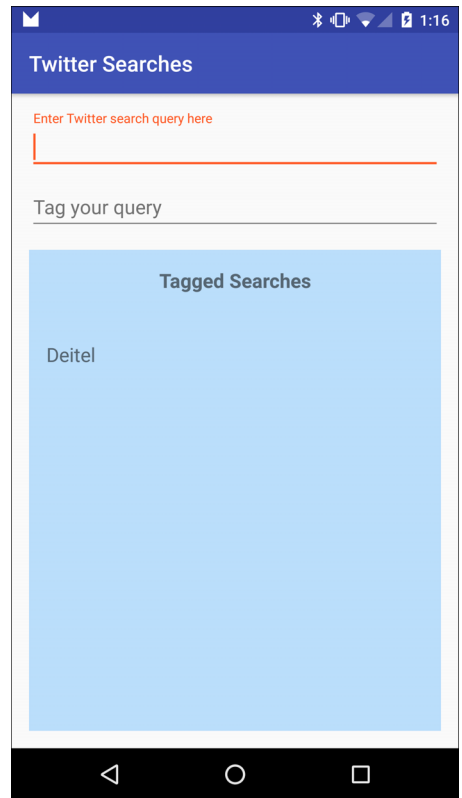 1:16
Twitter Searches
Enter Twitter search query here
Tag your query
Tagged Searches
Deitel